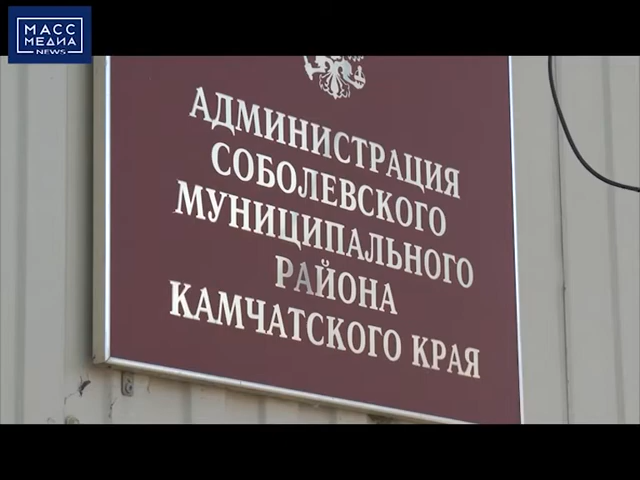 МАСС
МЕДИА
NEWS
АДМИНИСТРАЦИЯ
СОБОЛЕВСКОГО
МУНИЦИПАЛЬНОГО
РАЙОНА
КАМЧАТСКОГО КРАЯ